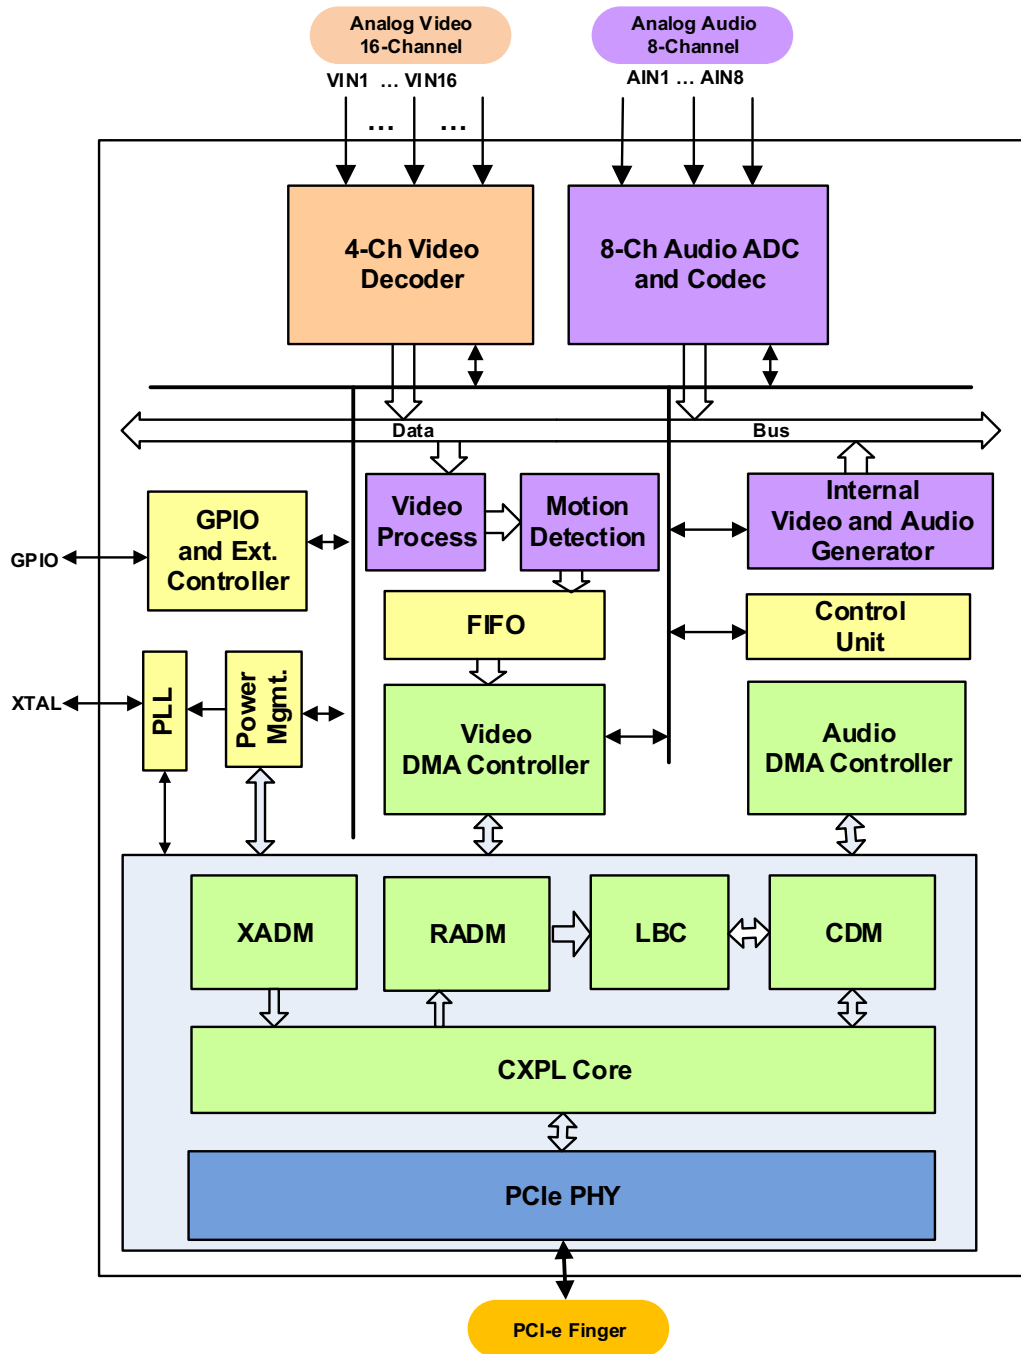 Analog Video
16-Channel
Analog Audio
8-Channel
VIN1 ... VIN16
AIN1 ... AIN8
... ...
4-Ch Video
Decoder
8-Ch Audio ADC
and Codec
Data Bus
GPIO
GPIO
and Ext.
Controller
Video
Process
Motion
Detection
Internal
Video and Audio
Generator
FIFO
Control
Unit
XTAL
PLL
Power
Mgmt.
Video
DMA Controller
Audio
DMA Controller
XADM
RADM
LBC
CDM
CXPL Core
PCIe PHY
PCI-e Finger